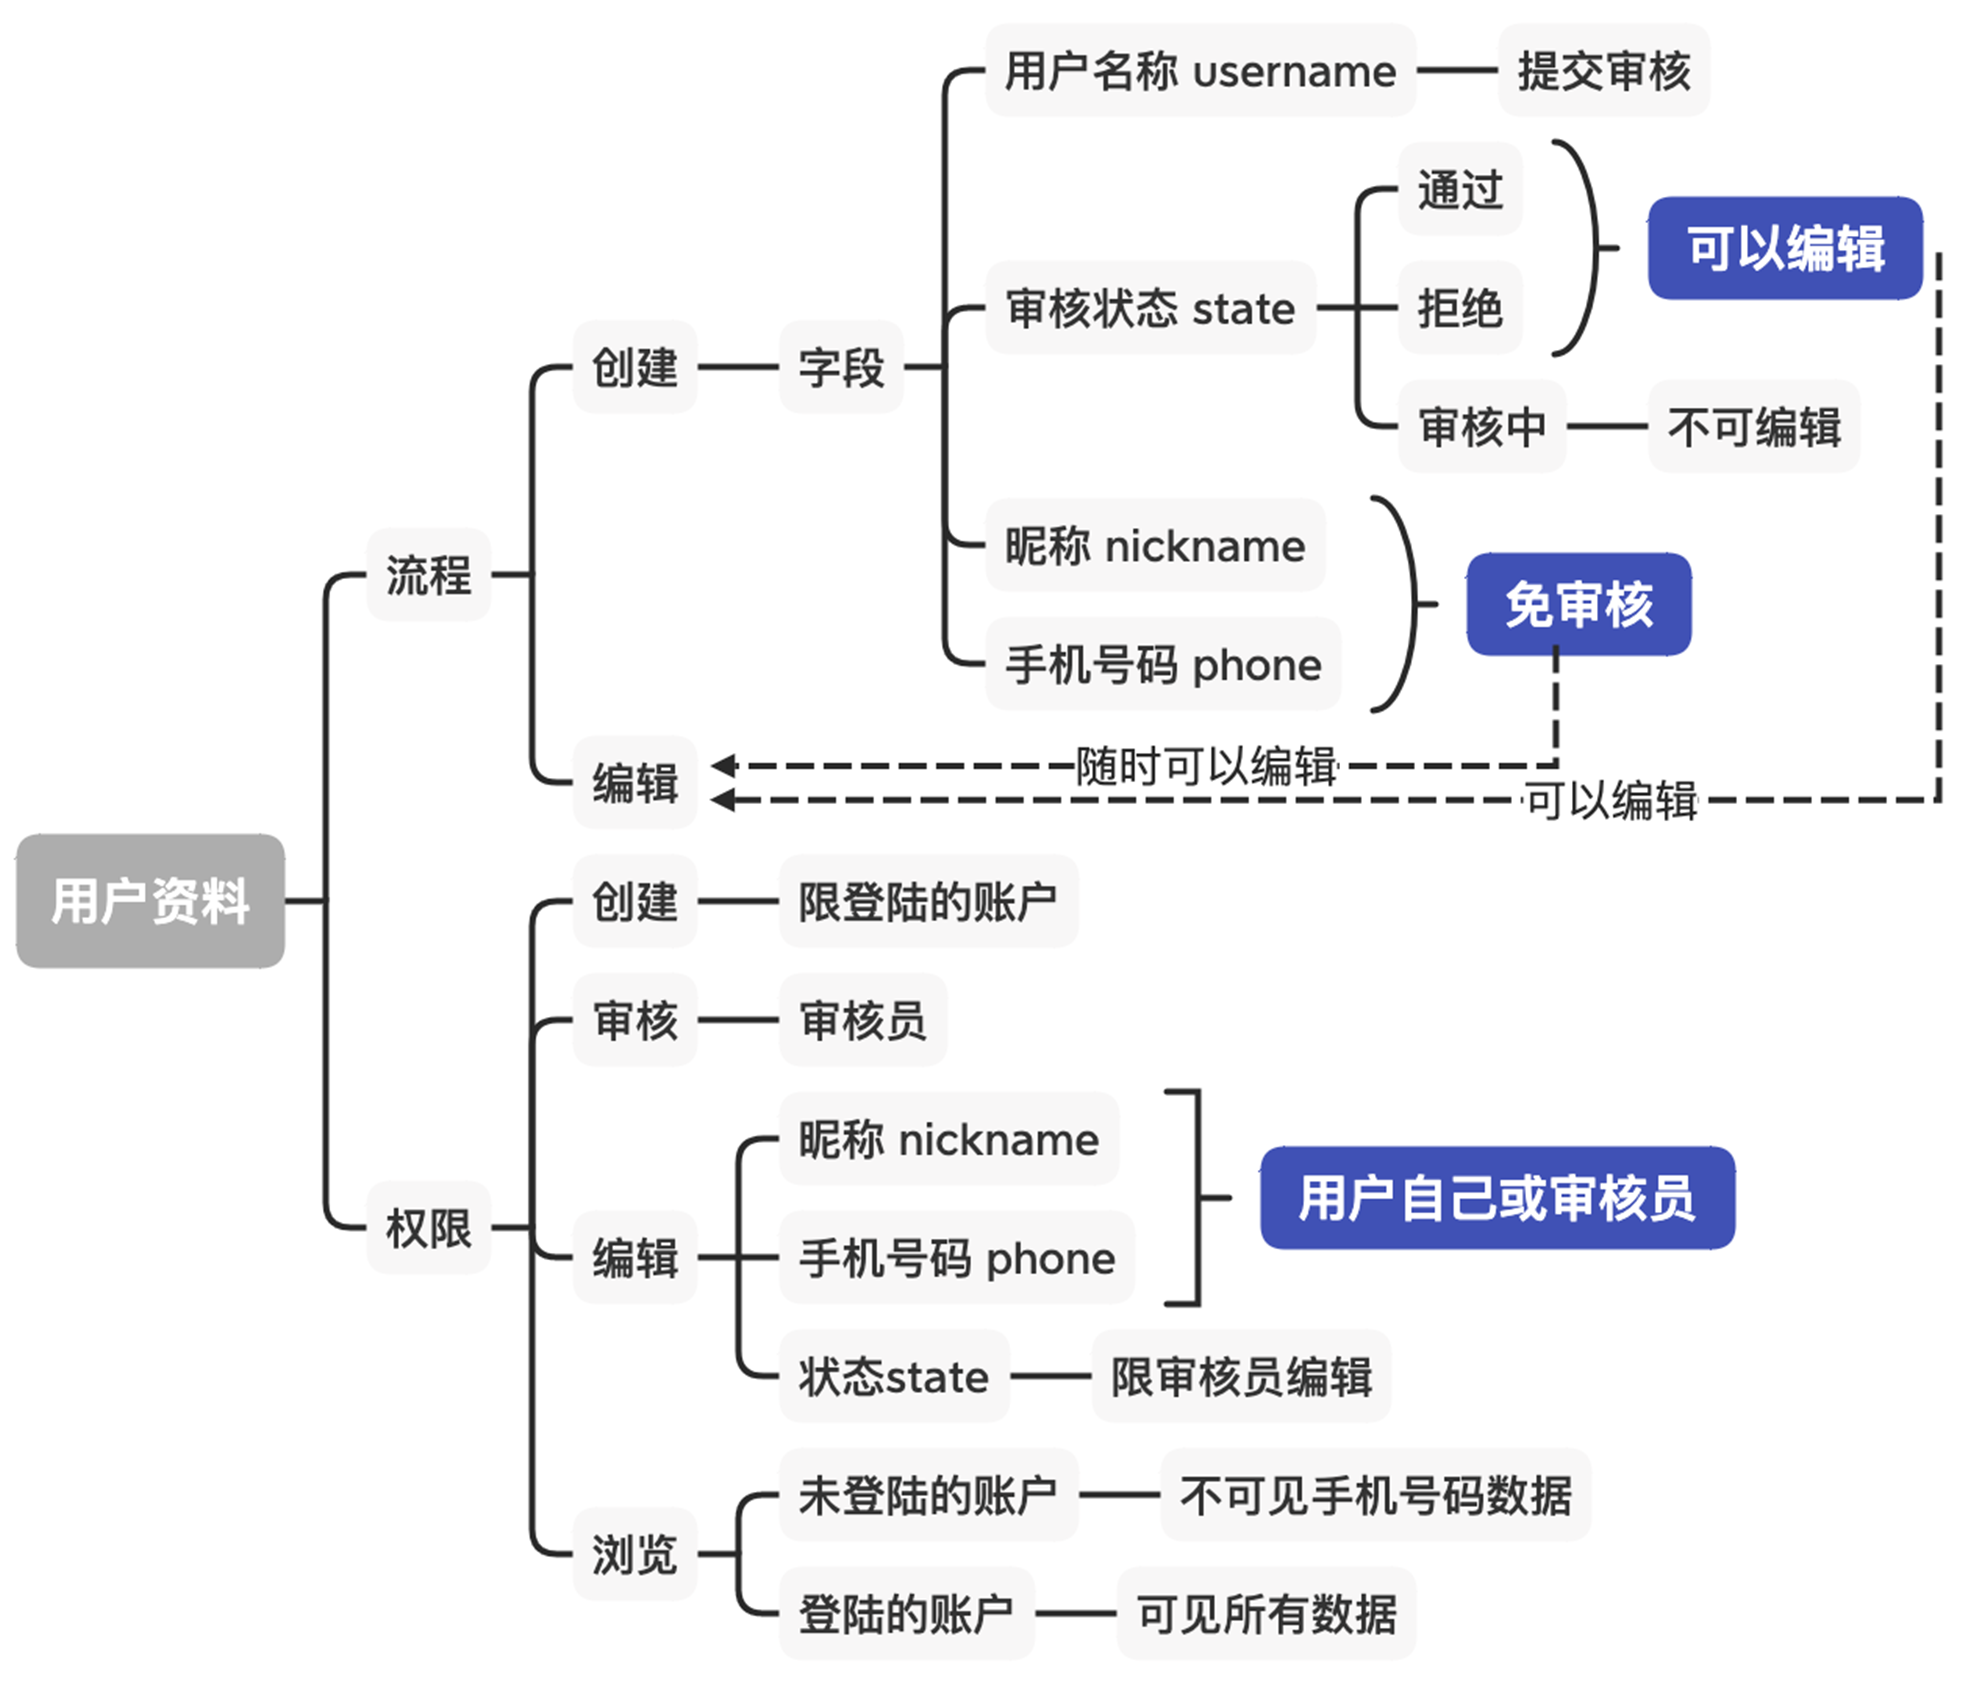 用户名称 username
提交审核
通过
可以编辑
审核状态 state
拒绝
创建
字段
审核中
不可编辑
昵称 nickname
流程
免审核
手机号码 phone
随时可以编辑
编辑
可以编辑
用户资料
创建
限登陆的账户
审核
审核员
昵称 nickname
用户自己或审核员
权限
编辑
手机号码 phone
状态state
限审核员编辑
未登陆的账户
不可见手机号码数据
浏览
登陆的账户
可见所有数据